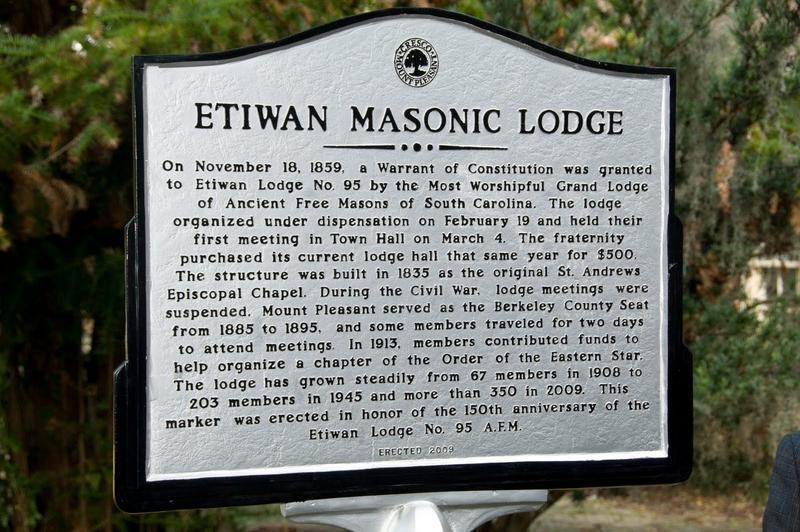 CRESCO
MOUNT PLEASANT
ETIWAN MASONIC LODGE
On November 18, 1859, a Warrant of Constitution was granted
to Etiwan Lodge No. 95 by the Most Worshipful Grand Lodge
of Ancient Free Masons of South Carolina. The lodge
organized under dispensation on February 19 and held their
first meeting in Town Hall on March 4. The fraternity
purchased its current lodge hall that same year for $500.
The structure was built in 1835 as the original St. Andrews
Episcopal Chapel. During the Civil War, lodge meetings were
suspended. Mount Pleasant served as the Berkeley County Seat
from 1885 to 1895, and some members traveled for two days
to attend meetings. In 1913, members contributed funds to
help organize a chapter of the Order of the Eastern Star.
The lodge has grown steadily from 67 members in 1908 to
203 members in 1945 and more than 350 in 2009. This
marker was erected in honor of the 150th anniversary of the
Etiwan Lodge No. 95 A.F.M.
ERECTED 2009